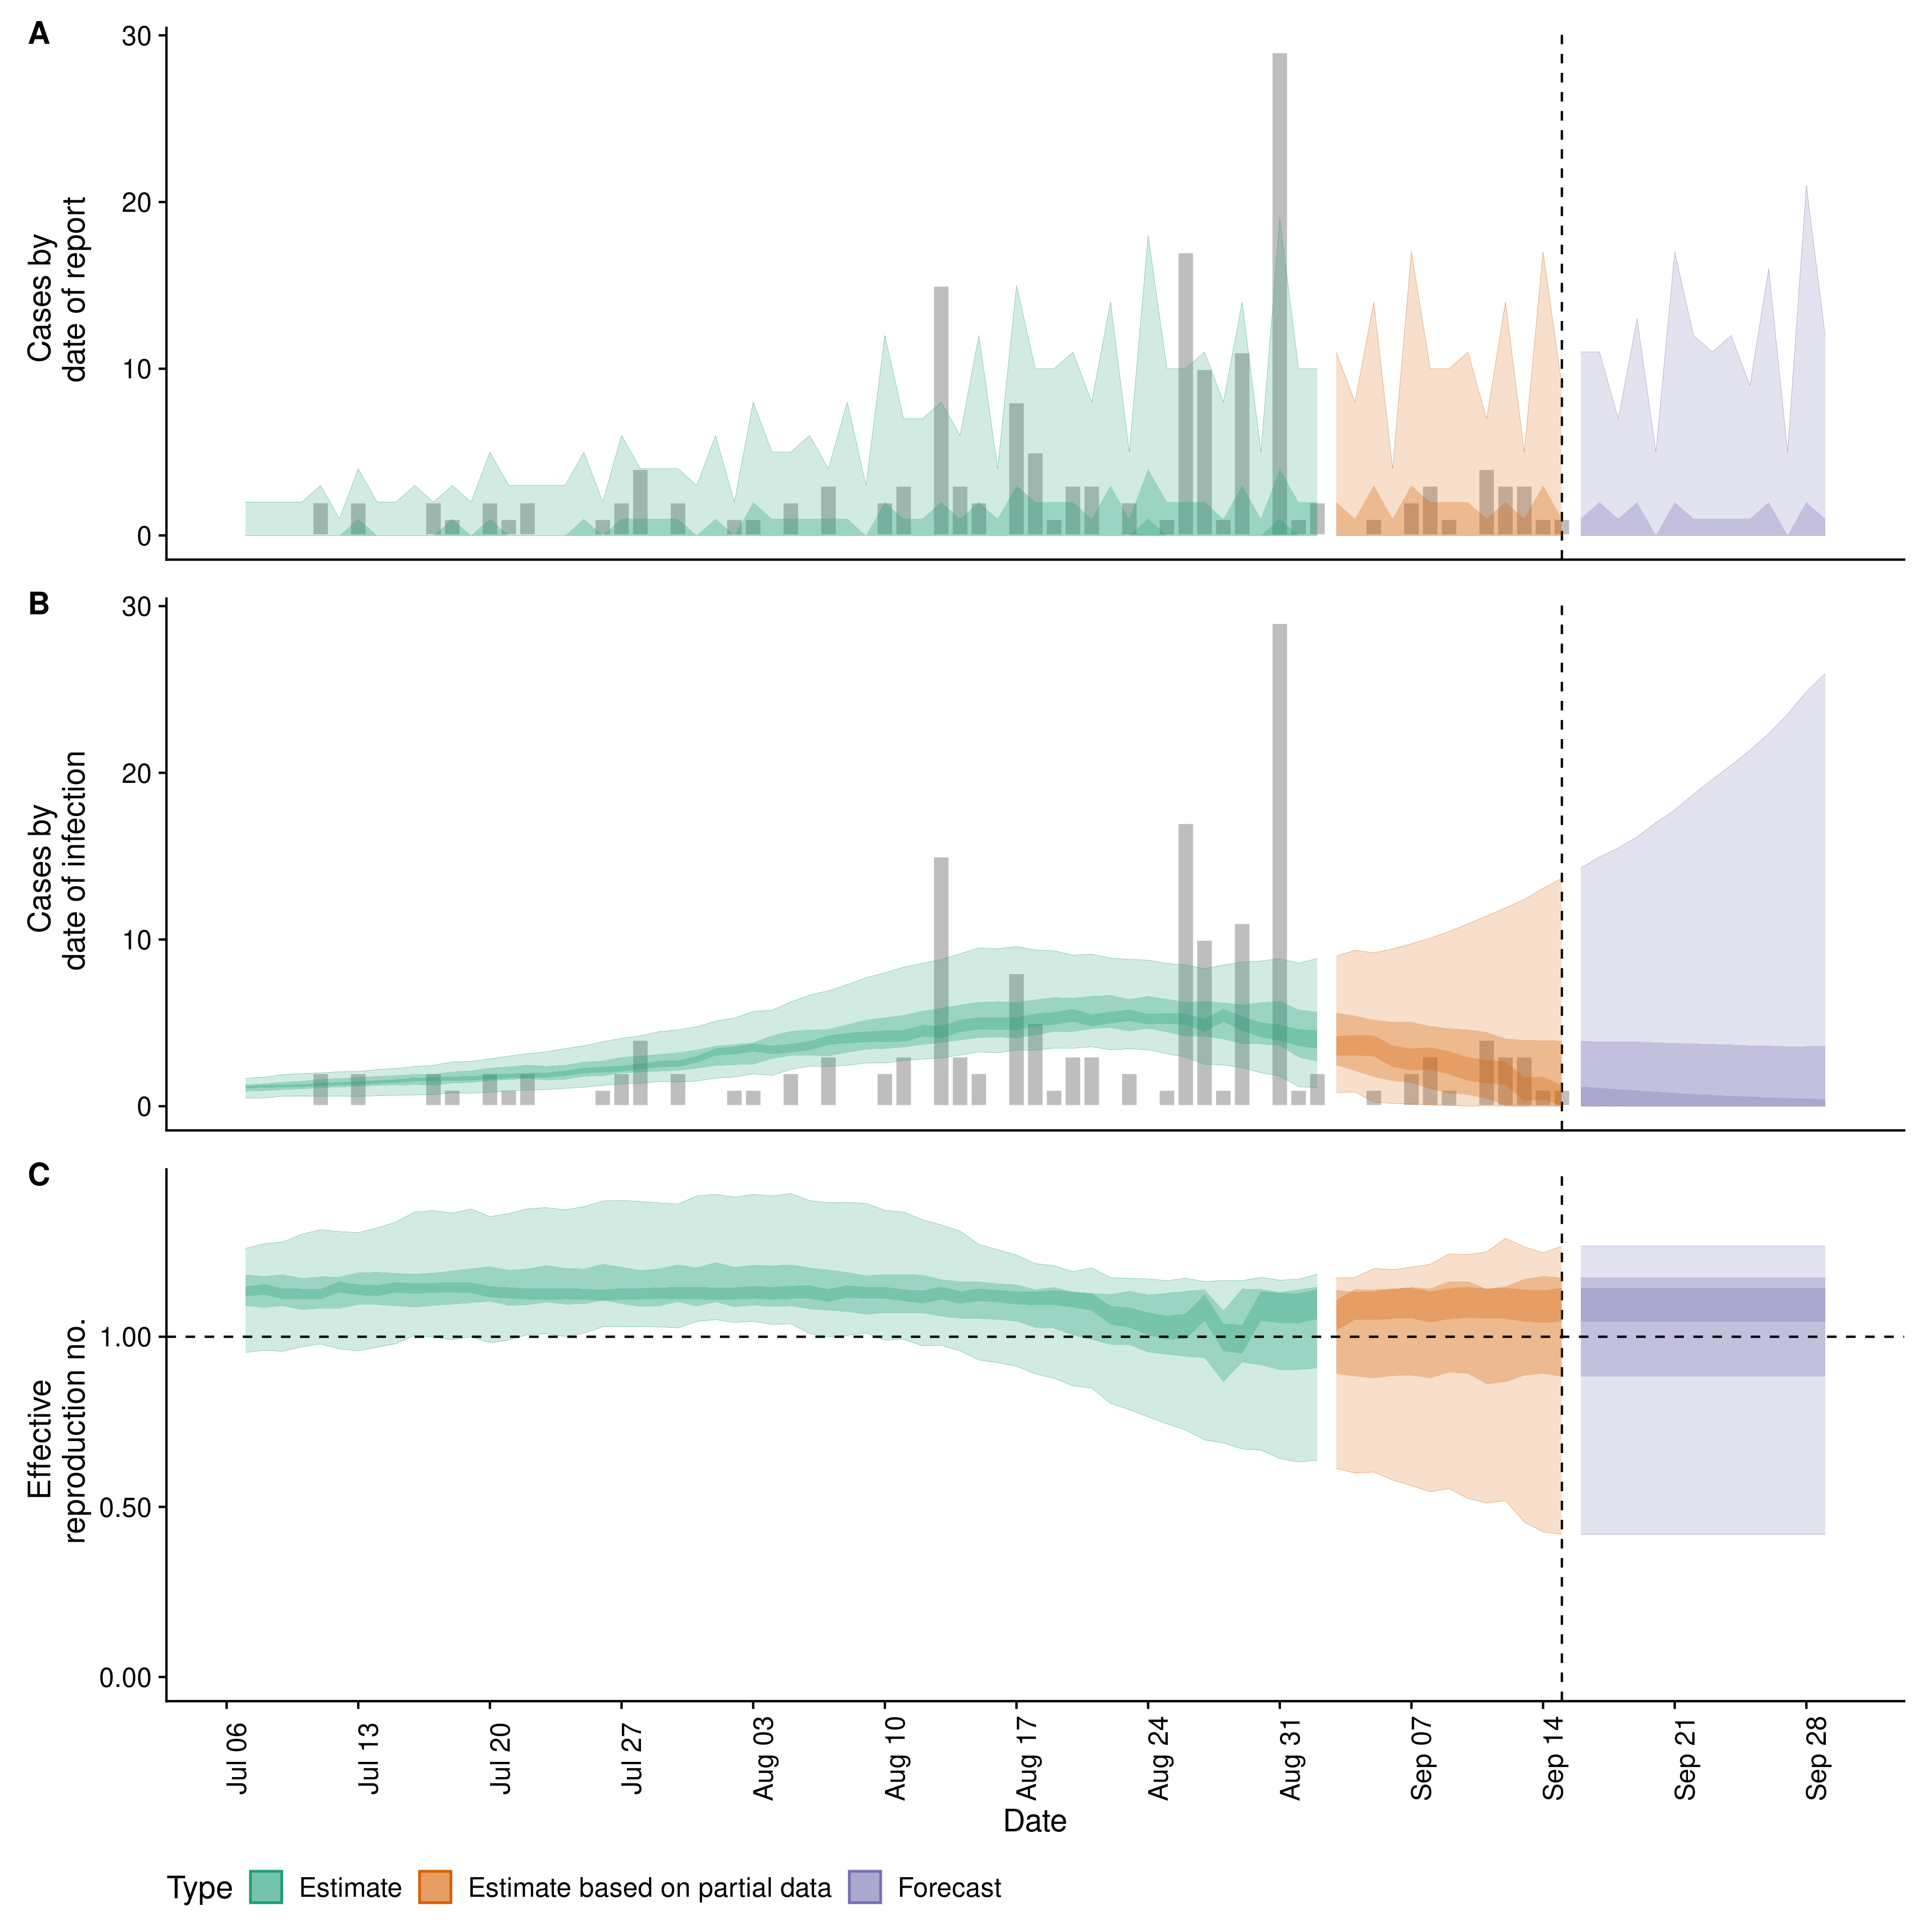 A
30
20
10
0
Cases by
date of report
B
30
20
10
0
Cases by
date of infection
C
1.00
0.50
0.00
Effective
reproduction no.
Jul 06
Jul 13
Jul 20
Jul 27
Aug 03
Aug 10
Aug 17
Aug 24
Aug 31
Sep 07
Sep 14
Sep 21
Sep 28
Date
Type Estimate Estimate based on partial data Forecast